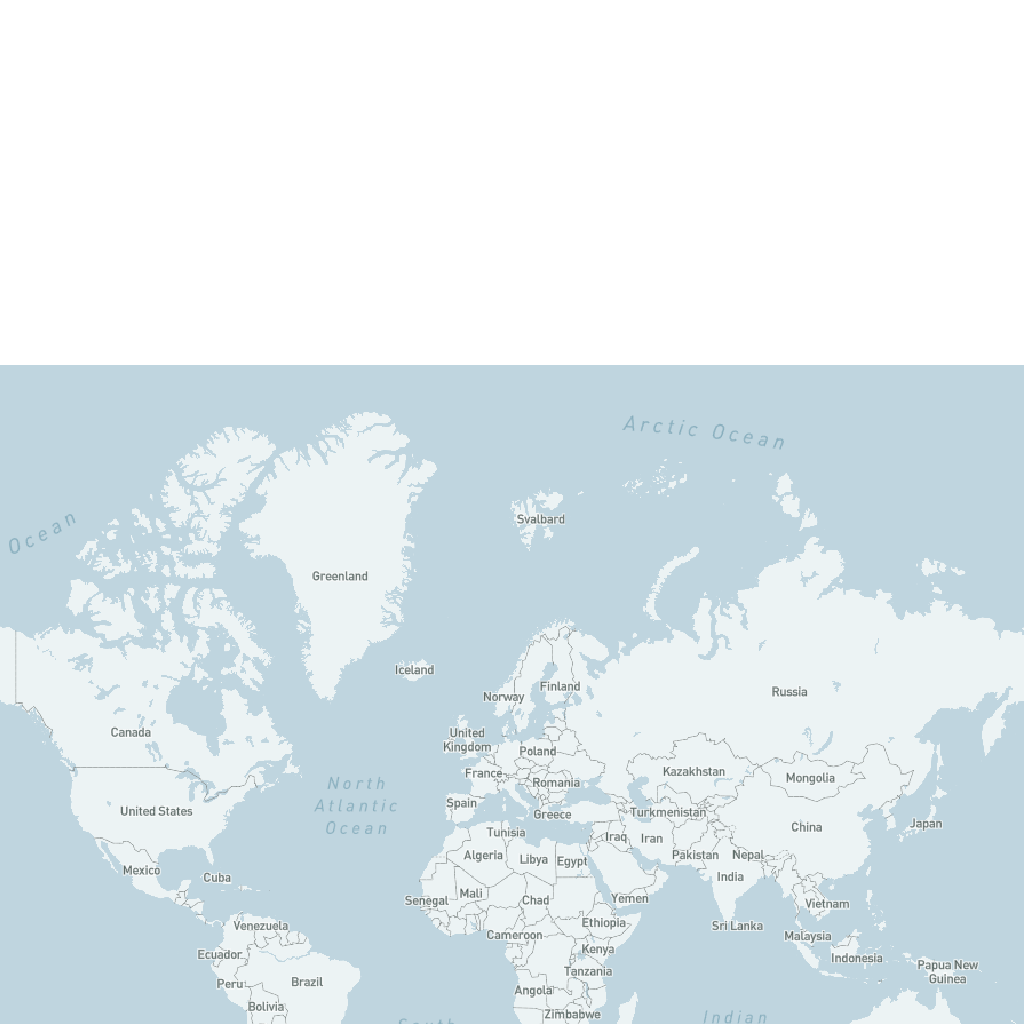 Arctic Ocean
Ocean
Svalbard
Greenland
Iceland
Russia
Norway
Finland
Canada
United
Kingdom
Poland
Kazakhstan
Mongolia
France
Romania
North
Atlantic
Ocean
United States
Spain
Greece
Turkmenistan
China
Japan
Tunisia
Iraq
Iran
Algeria
Libya
Egypt
Pakistan
Nepal
Mexico
Cuba
India
Senegal
Mali
Chad
Yemen
Vietnam
Venezuela
Cameroon
Ethiopia
Sri Lanka
Malaysia
Ecuador
Kenya
Indonesia
Papua New
Guinea
Peru
Brazil
Tanzania
Angola
Bolivia
Zimbabwe
South
Indian